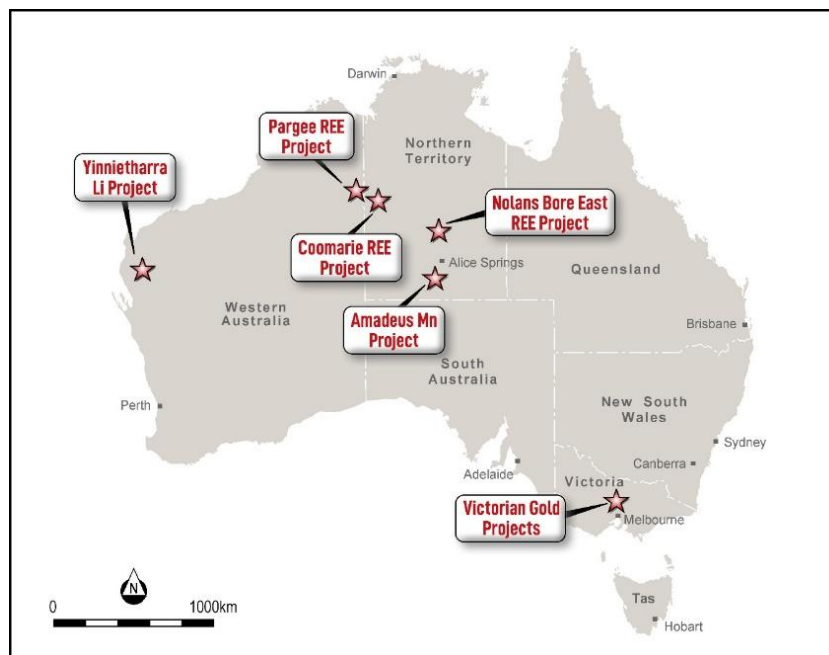 Darwin
Pargee REE
Project
Northern
Territory
Yinnietharra
Li Project
Nolans Bore East
REE Project
Coomarie REE
Project
Alice Springs
Queensland
Western
Australia
Amadeus Mn
Project
Brisbane
South
Australia
Perth
New South
Wales
Sydney
Canberra
Adelaide
Victoria
Victorian Gold
Projects
Melbourne
N
0 1000km
Tas
Hobart